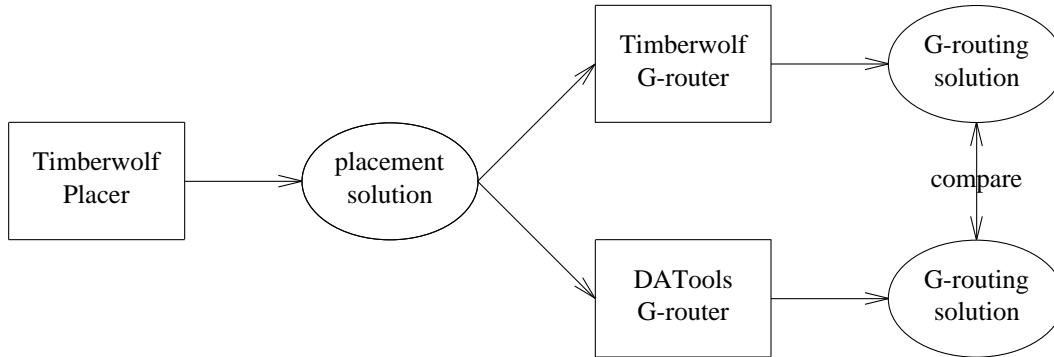 Timberwolf
Placer
placement
solution
Timberwolf
G-router
G-routing
solution
compare
DATools
G-router
G-routing
solution